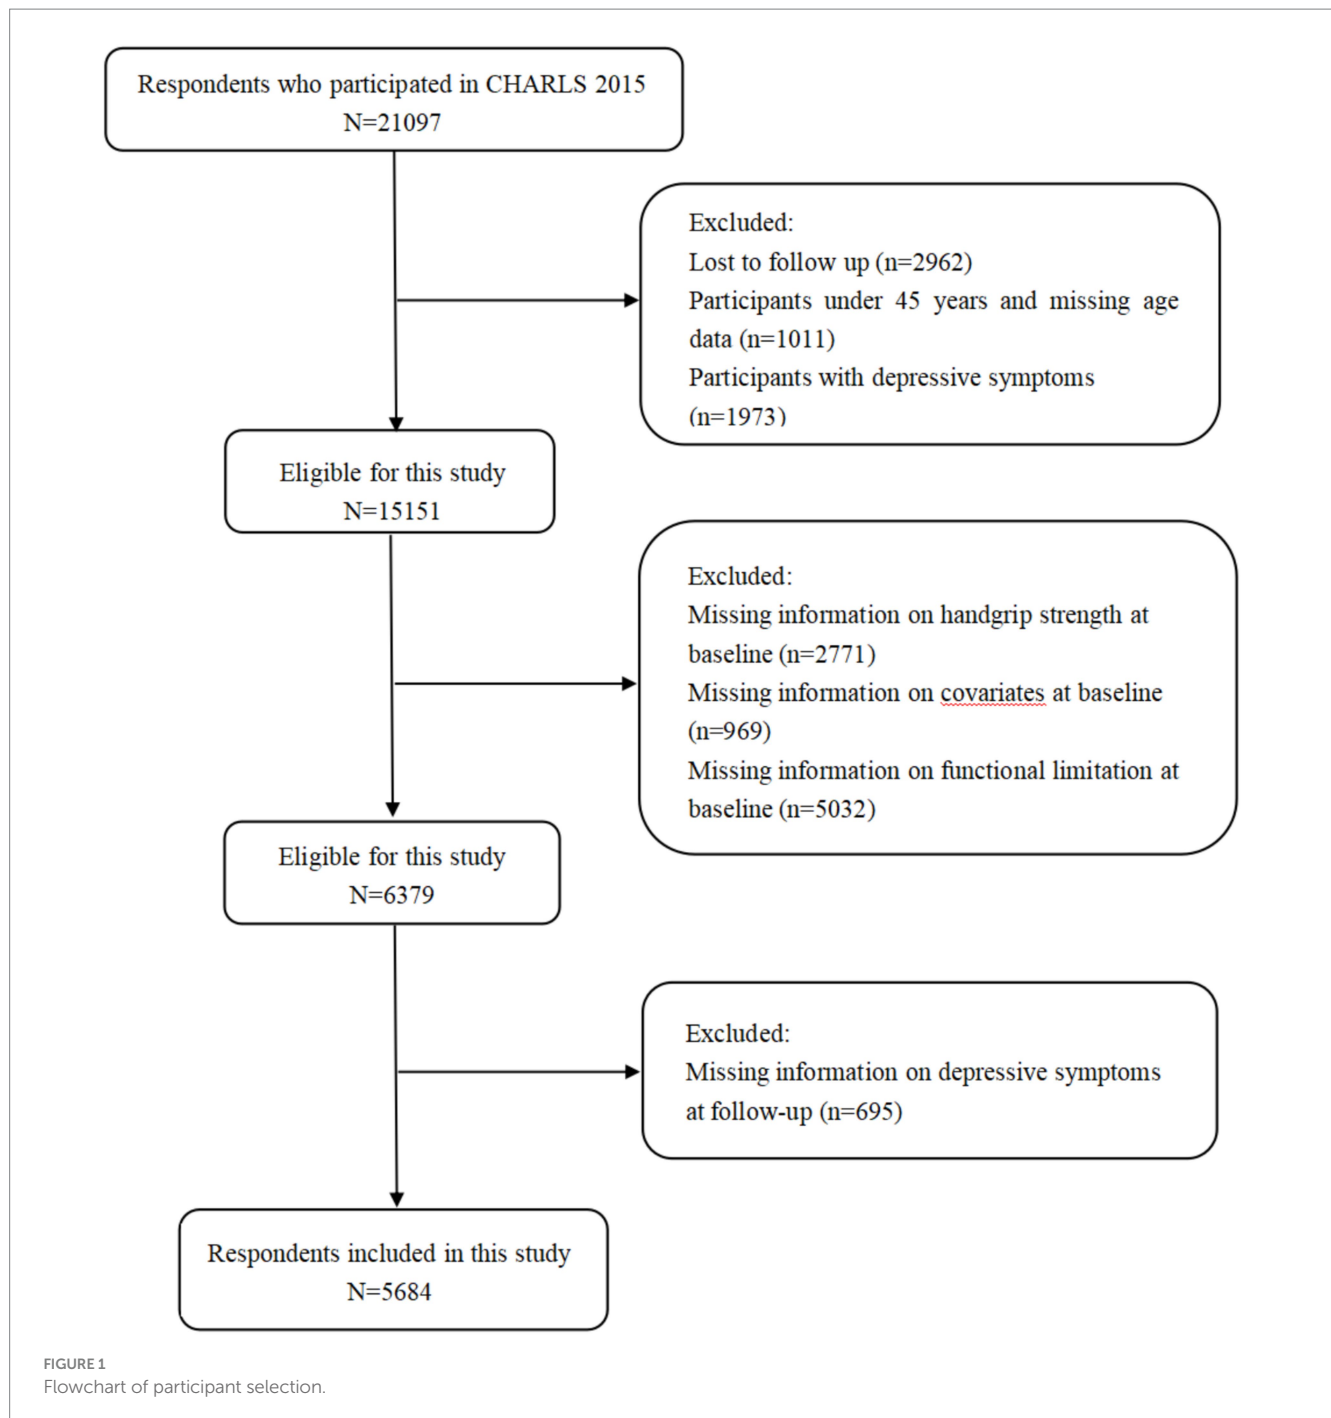 Respondents who participated in CHARLS 2015
N=21097
Excluded:
Lost to follow up (n=2962)
Participants under 45 years and missing age
data (n=1011)
Participants with depressive symptoms
(n=1973)
Eligible for this study
N=15151
Excluded:
Missing information on handgrip strength at
baseline (n=2771)
Missing information on covariates at baseline
(n=969)
Missing information on functional limitation at
baseline (n=5032)
Eligible for this study
N=6379
Excluded:
Missing information on depressive symptoms
at follow-up (n=695)
Respondents included in this study
N=5684
FIGURE 1
Flowchart of participant selection.